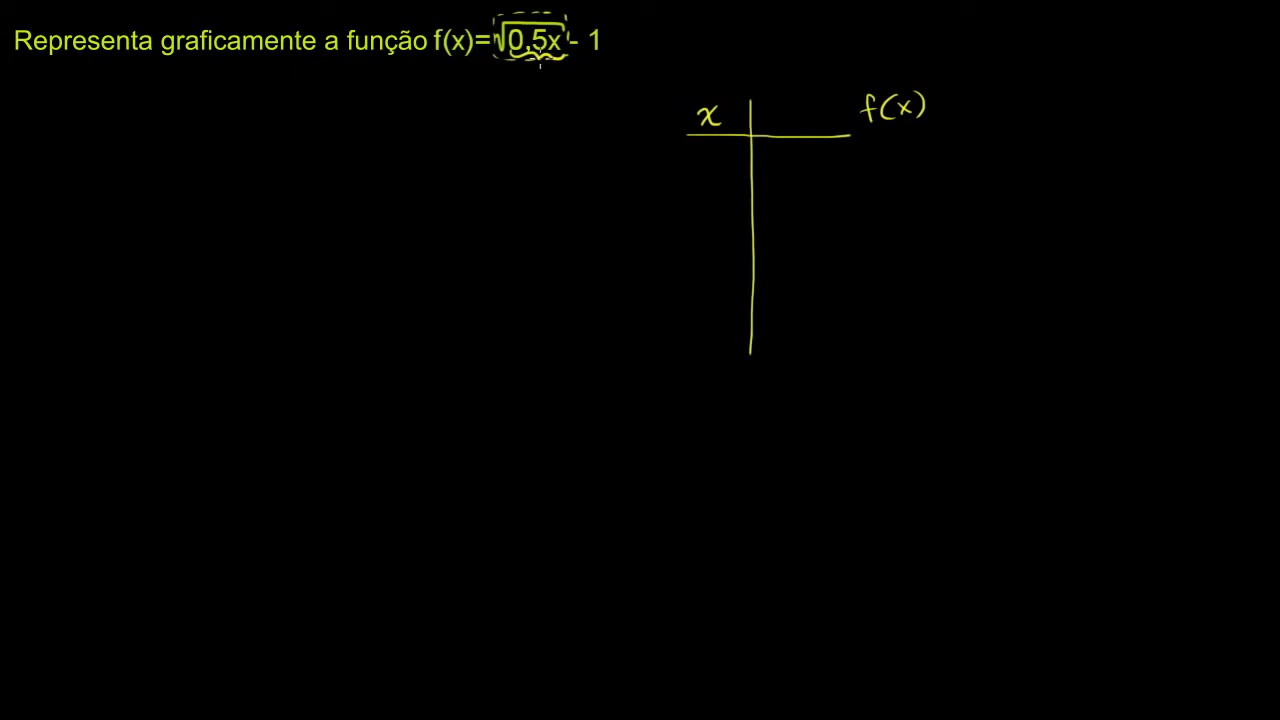 Representa graficamente a função f(x)=√0,5x - 1
x f(x)